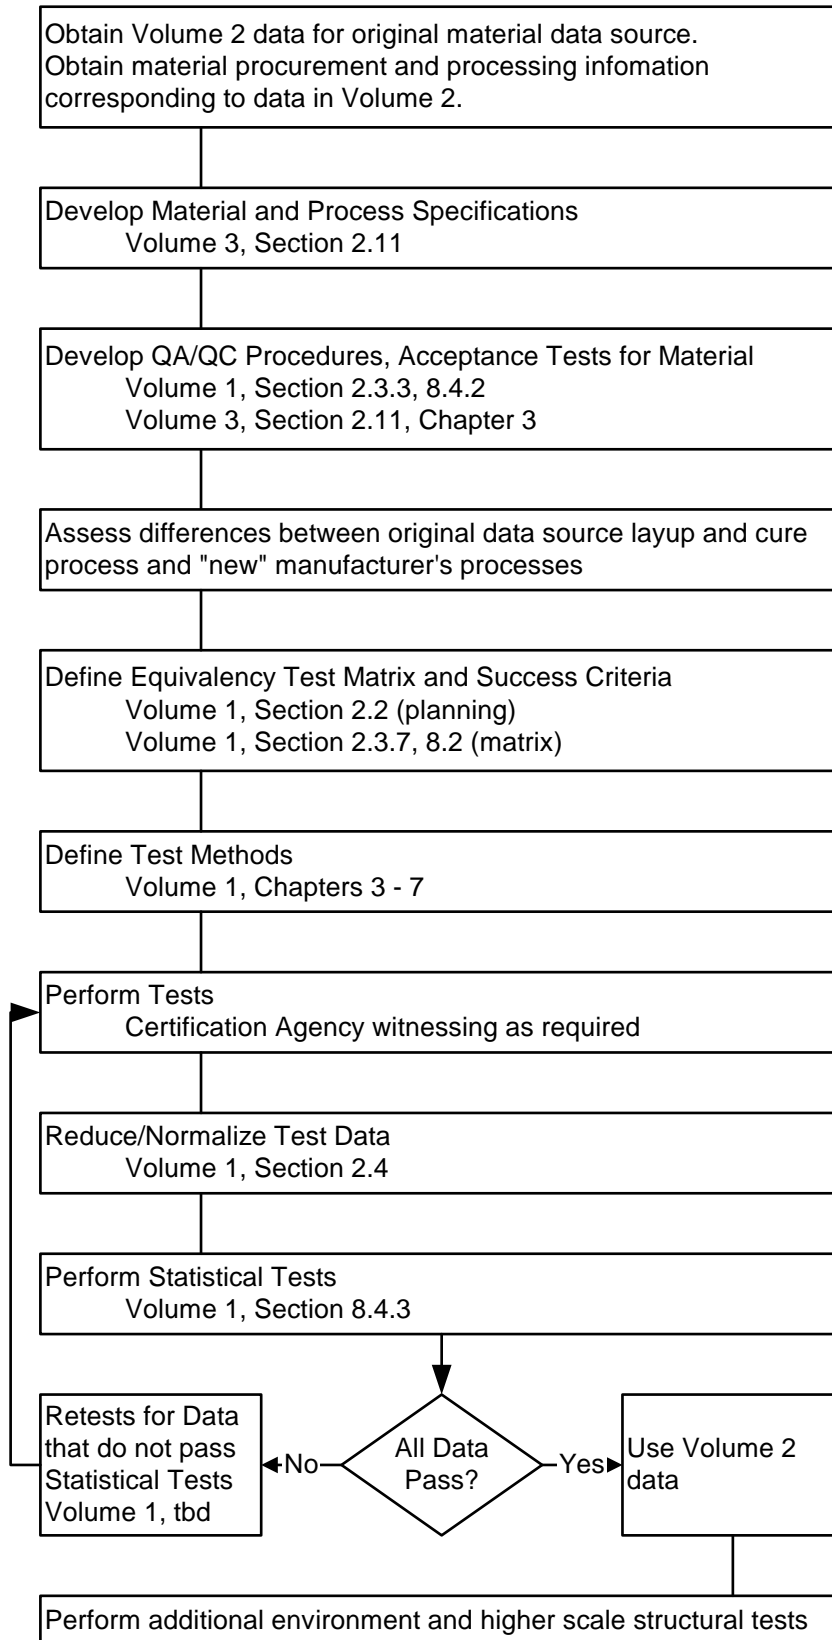 Obtain Volume 2 data for original material data source.
Obtain material procurement and processing infomation
corresponding to data in Volume 2.
Develop Material and Process Specifications
Volume 3, Section 2.11
Develop QA/QC Procedures, Acceptance Tests for Material
Volume 1, Section 2.3.3, 8.4.2
Volume 3, Section 2.11, Chapter 3
Assess differences between original data source layup and cure
process and "new" manufacturer's processes
Define Equivalency Test Matrix and Success Criteria
Volume 1, Section 2.2 (planning)
Volume 1, Section 2.3.7, 8.2 (matrix)
Define Test Methods
Volume 1, Chapters 3 - 7
Perform Tests
Certification Agency witnessing as required
Reduce/Normalize Test Data
Volume 1, Section 2.4
Perform Statistical Tests
Volume 1, Section 8.4.3
Retests for Data
that do not pass
Statistical Tests
Volume 1, tbd
No
All Data
Pass?
Yes
Use Volume 2
data
Perform additional environment and higher scale structural tests